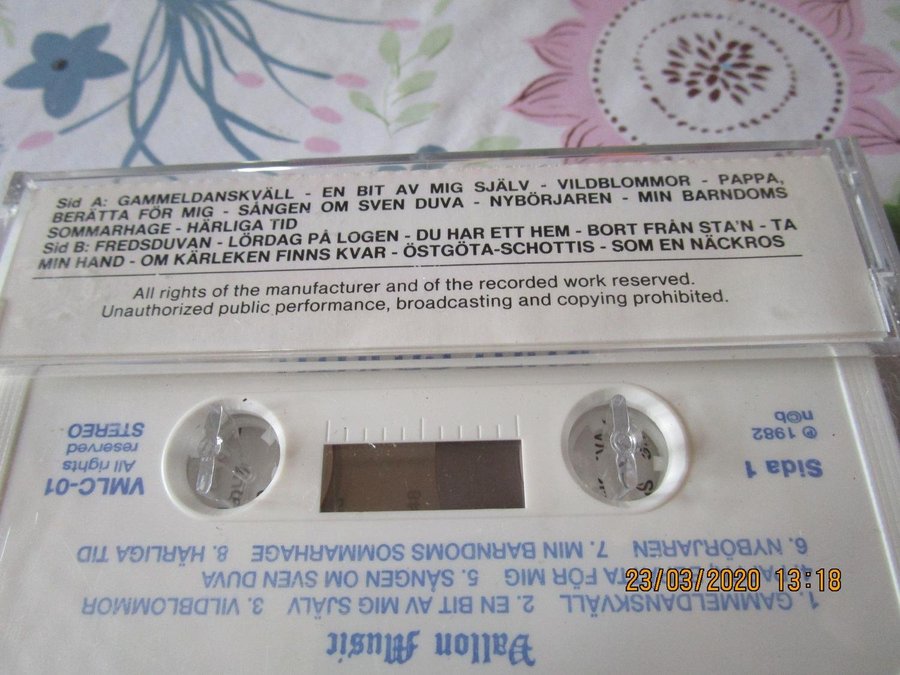 Sid A: GAMMELDANSKVÄLL - EN BIT AV MIG SJÄLV - VILDBLOMMOR - PAPPA,
BERÄTTA FÖR MIG - SÅNGEN OM SVEN DUVA - NYBÖRJAREN - MIN BARNDOMS
SOMMARHAGE - HÄRLIGA TID
Sid B: FREDSDUVAN - LÖRDAG PÅ LOGEN - DU HAR ETT HEM - BORT FRÅN STA'N - TA
MIN HAND - OM KÄRLEKEN FINNS KVAR - ÖSTGÖTA-SCHOTTIS - SOM EN NÄCKROS
All rights of the manufacturer and of the recorded work reserved.
Unauthorized public performance, broadcasting and copying prohibited.
Vallon Music
1. GAMMELDANSKVÄLL 2. EN BIT AV MIG SJÄLV 3. VILDBLOMMOR
FÖR MIG 5. SÅNGEN OM SVEN DUVA
6. NYBÖRJAREN 7. MIN BARNDOMS SOMMARHAGE 8. HÄRLIGA TID
Sida 1
℗ 1982
n©b
VMLC-01
All rights
reserved
STEREO
23/03/2020 13:18